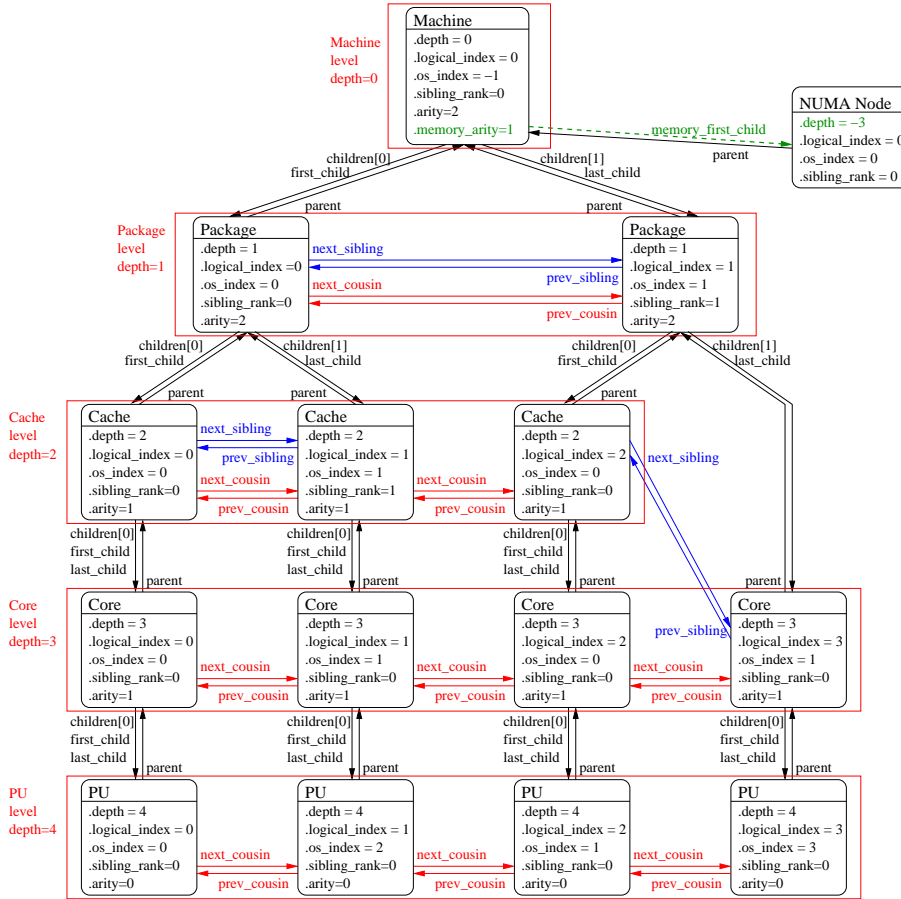 Machine
.depth = 0
.logical_index = 0
.os_index = −1
.sibling_rank=0
.arity=2
.memory_arity=1
Machine
level
depth=0
NUMA Node
.depth = −3
.logical_index = 0
.os_index = 0
.sibling_rank = 0
memory_first_child
parent
children[0]
first_child
children[1]
last_child
parent
parent
Package
level
depth=1
Package
.depth = 1
.logical_index =0
.os_index = 0
.sibling_rank=0
.arity=2
next_sibling
prev_sibling
next_cousin
prev_cousin
Package
.depth = 1
.logical_index = 1
.os_index = 1
.sibling_rank=1
.arity=2
children[0]
first_child
children[1]
last_child
children[0]
first_child
children[1]
last_child
parent
parent
parent
Cache
level
depth=2
Cache
.depth = 2
.logical_index = 0
.os_index = 0
.sibling_rank=0
.arity=1
next_sibling
prev_sibling
next_cousin
prev_cousin
Cache
.depth = 2
.logical_index = 1
.os_index = 1
.sibling_rank=1
.arity=1
next_cousin
prev_cousin
Cache
.depth = 2
.logical_index = 2
.os_index = 0
.sibling_rank=0
.arity=1
next_sibling
prev_sibling
children[0]
first_child
last_child
parent
children[0]
first_child
last_child
parent
children[0]
first_child
last_child
parent
parent
Core
level
depth=3
Core
.depth = 3
.logical_index = 0
.os_index = 0
.sibling_rank=0
.arity=1
next_cousin
prev_cousin
Core
.depth = 3
.logical_index = 1
.os_index = 1
.sibling_rank=0
.arity=1
next_cousin
prev_cousin
Core
.depth = 3
.logical_index = 2
.os_index = 0
.sibling_rank=0
.arity=1
next_cousin
prev_cousin
Core
.depth = 3
.logical_index = 3
.os_index = 1
.sibling_rank=0
.arity=1
children[0]
first_child
last_child
parent
children[0]
first_child
last_child
parent
children[0]
first_child
last_child
parent
children[0]
first_child
last_child
parent
PU
level
depth=4
PU
.depth = 4
.logical_index = 0
.os_index = 0
.sibling_rank=0
.arity=0
next_cousin
prev_cousin
PU
.depth = 4
.logical_index = 1
.os_index = 2
.sibling_rank=0
.arity=0
next_cousin
prev_cousin
PU
.depth = 4
.logical_index = 2
.os_index = 1
.sibling_rank=0
.arity=0
next_cousin
prev_cousin
PU
.depth = 4
.logical_index = 3
.os_index = 3
.sibling_rank=0
.arity=0